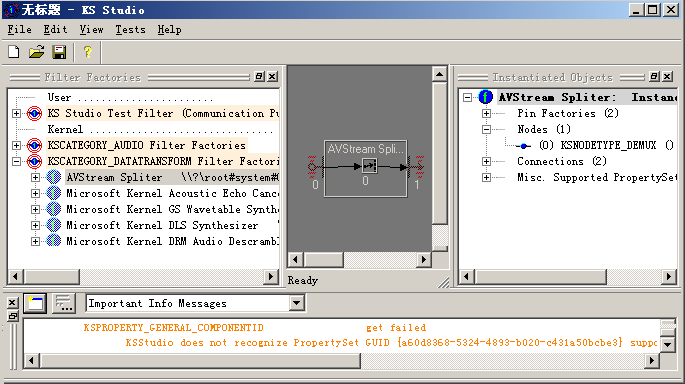 无标题 - KS Studio
File Edit View Tests Help
Filter Factories
User ......................
KS Studio Test Filter (Communication Pu
Kernel ....................
KSCATEGORY_AUDIO Filter Factories
KSCATEGORY_DATATRANSFORM Filter Factori
AVStream Spliter \\?\root#system#0
Microsoft Kernel Acoustic Echo Cance
Microsoft Kernel GS Wavetable Synthe
Microsoft Kernel DLS Synthesizer
Microsoft Kernel DRM Audio Descramb
AVStream Spli...
0 0 1
Ready
Instantiated Objects
AVStream Spliter: Instanc
Pin Factories (2)
Nodes (1)
(0) KSNODETYPE_DEMUX ()
Connections (2)
Misc. Supported PropertySet
Important Info Messages
KSPROPERTY_GENERAL_COMPONENTID get failed
KSStudio does not recognize PropertySet GUID {a60d8368-5324-4893-b020-c431a50bcbe3} suppo